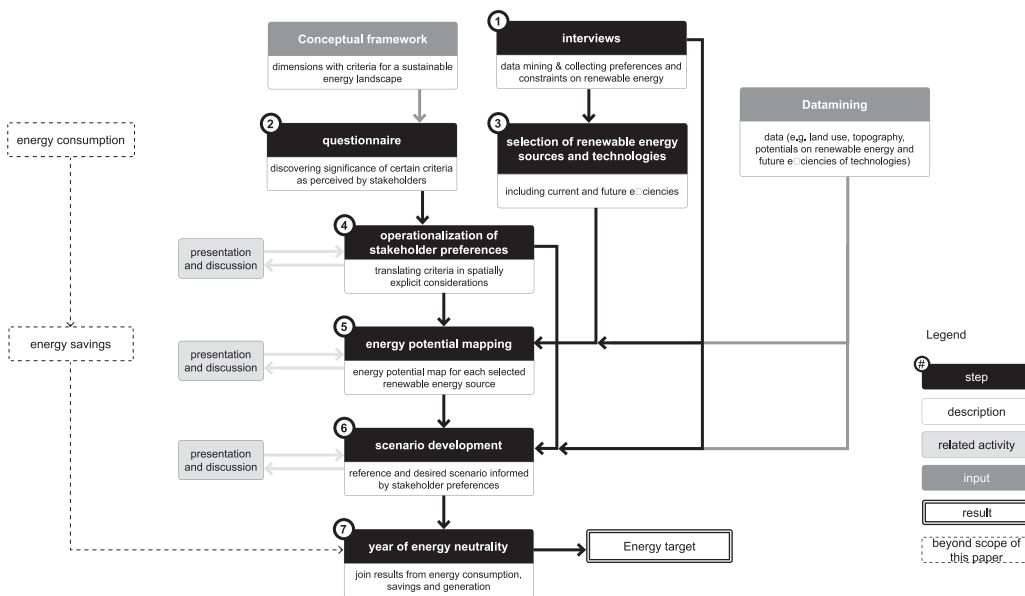 1
Conceptual framework
dimensions with criteria for a sustainable
energy landscape
interviews
data mining & collecting preferences and
constraints on renewable energy
Datamining
data (e.g. land use, topography,
potentials on renewable energy and
future e□ciencies of technologies)
energy consumption
2
questionnaire
discovering significance of certain criteria
as perceived by stakeholders
3
selection of renewable energy
sources and technologies
including current and future e□ciencies
4
operationalization of
stakeholder preferences
translating criteria in spatially
explicit considerations
presentation
and discussion
energy savings
5
energy potential mapping
energy potential map for each selected
renewable energy source
presentation
and discussion
6
scenario development
reference and desired scenario informed
by stakeholder preferences
presentation
and discussion
7
year of energy neutrality
join results from energy consumption,
savings and generation
Energy target
Legend
#
step
description
related activity
input
result
beyond scope of
this paper